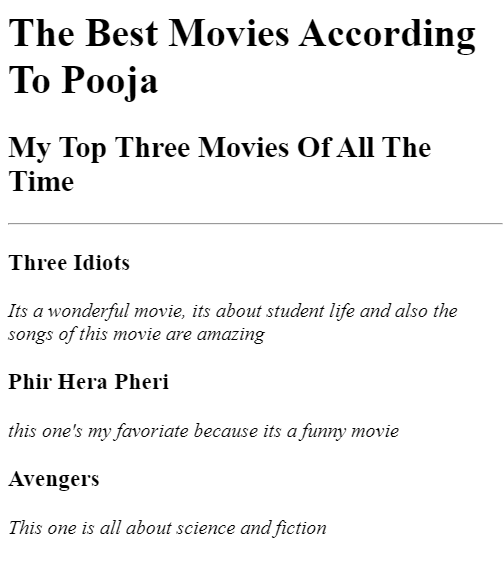 The Best Movies According
To Pooja
My Top Three Movies Of All The
Time
Three Idiots
Its a wonderful movie, its about student life and also the
songs of this movie are amazing
Phir Hera Pheri
this one's my favoriate because its a funny movie
Avengers
This one is all about science and fiction